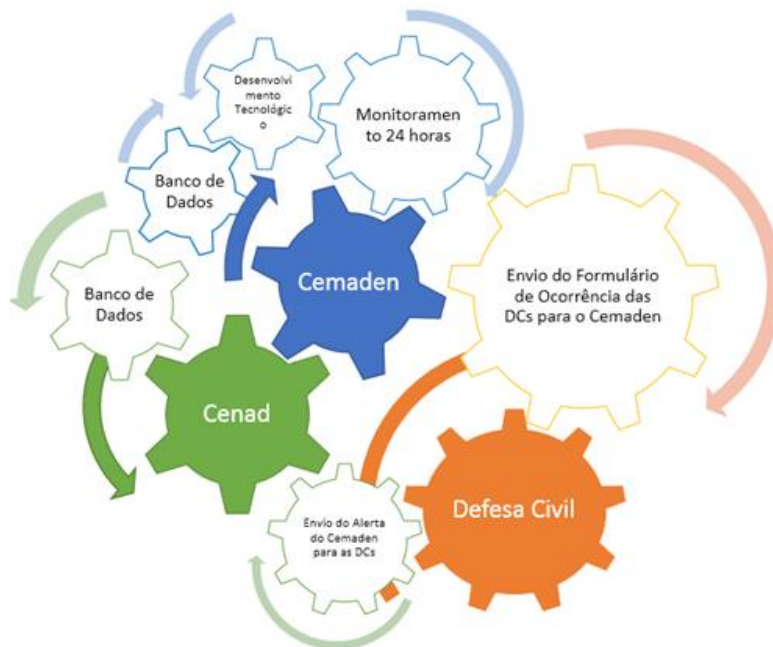 Desenvolvi
mento
Tecnológic
o
Monitoramen
to 24 horas
Banco de
Dados
Banco de
Dados
Cemaden
Envio do Formulário
de Ocorrência das
DCs para o Cemaden
Cenad
Envio do Alerta
do Cemaden
para as DCs
Defesa Civil